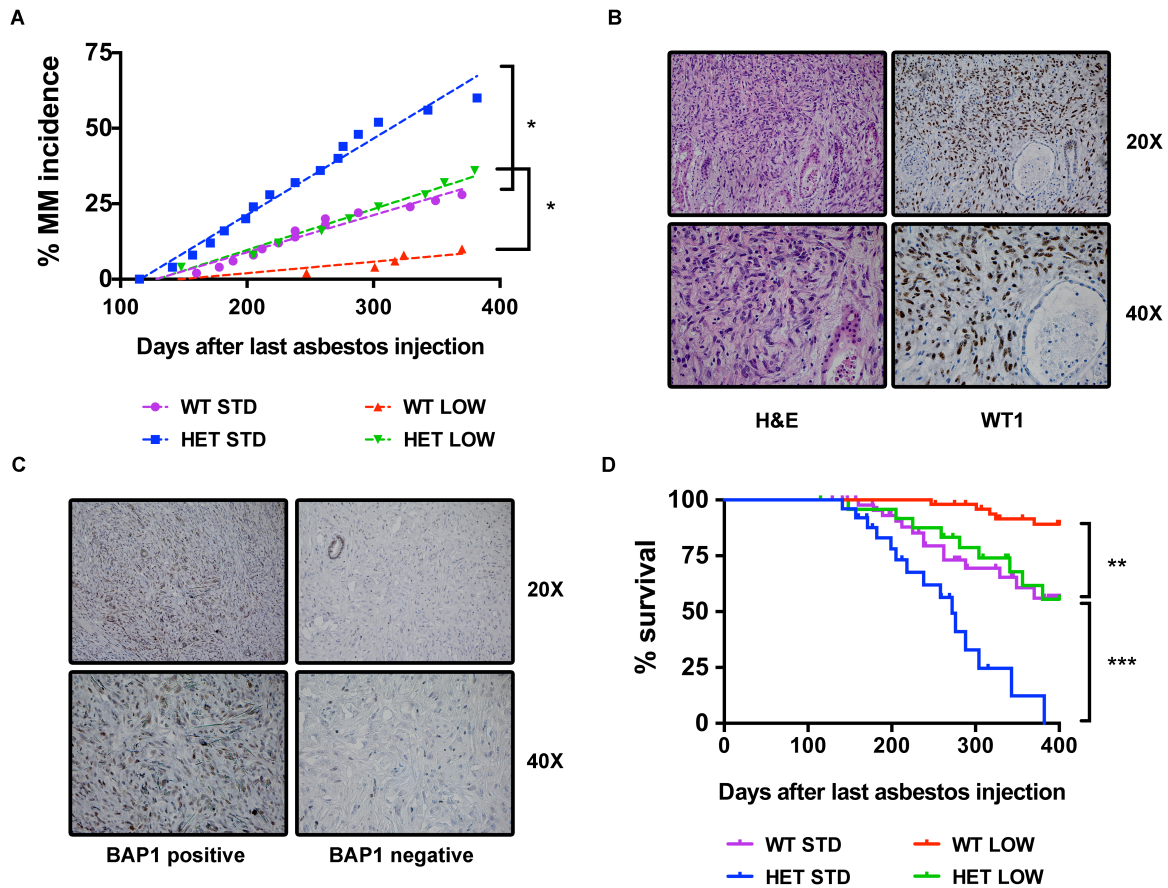 A
75
50
25
0
% MM incidence
*
*
100 200 300 400
Days after last asbestos injection
WT STD WT LOW
HET STD HET LOW
B
20X
40X
H&E WT1
C
20X
40X
BAP1 positive BAP1 negative
D
100
75
50
25
0
% survival
**
***
0 100 200 300 400
Days after last asbestos injection
WT STD WT LOW
HET STD HET LOW